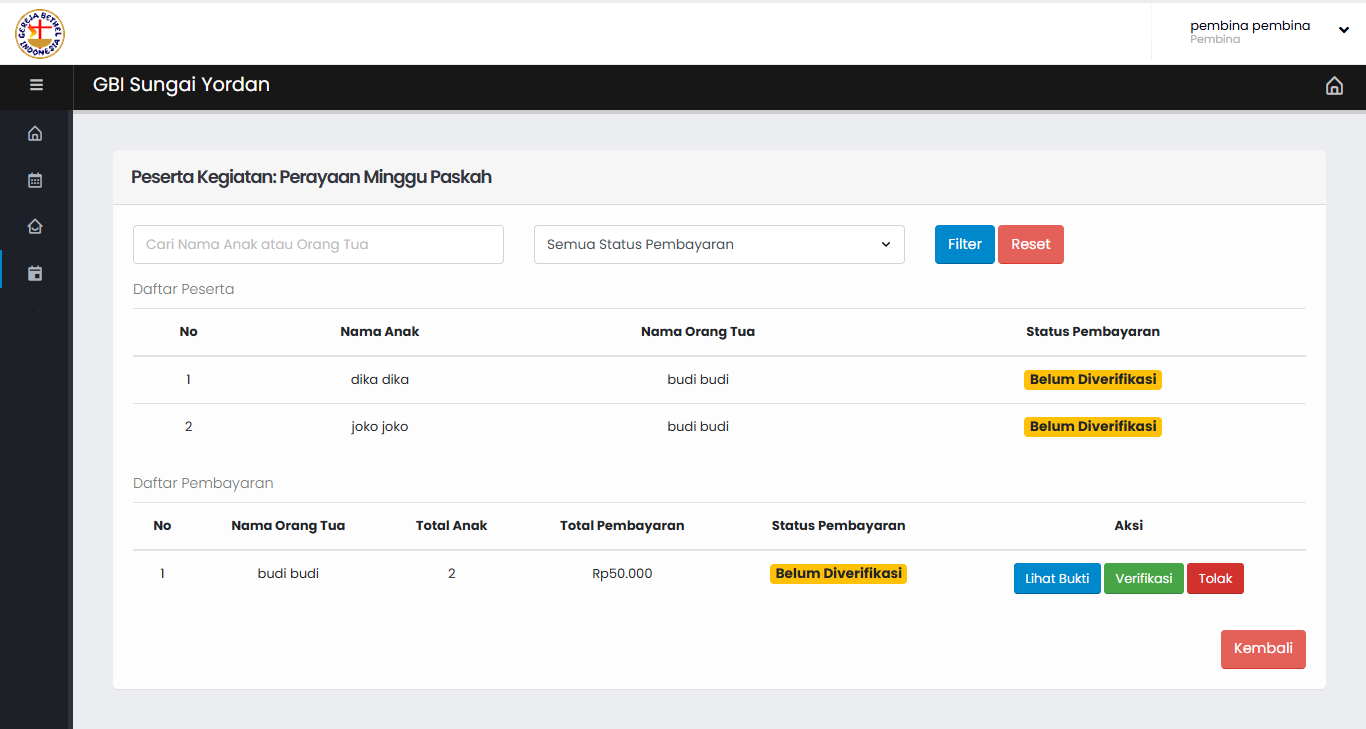 GEREJA BETHEL
INDONESIA
pembina pembina
Pembina
GBI Sungai Yordan
Peserta Kegiatan: Perayaan Minggu Paskah
Cari Nama Anak atau Orang Tua Semua Status Pembayaran Filter Reset
Daftar Peserta
No Nama Anak Nama Orang Tua Status Pembayaran
1 dika dika budi budi Belum Diverifikasi
2 joko joko budi budi Belum Diverifikasi
Daftar Pembayaran
No Nama Orang Tua Total Anak Total Pembayaran Status Pembayaran Aksi
1 budi budi 2 Rp50.000 Belum Diverifikasi Lihat Bukti Verifikasi Tolak
Kembali